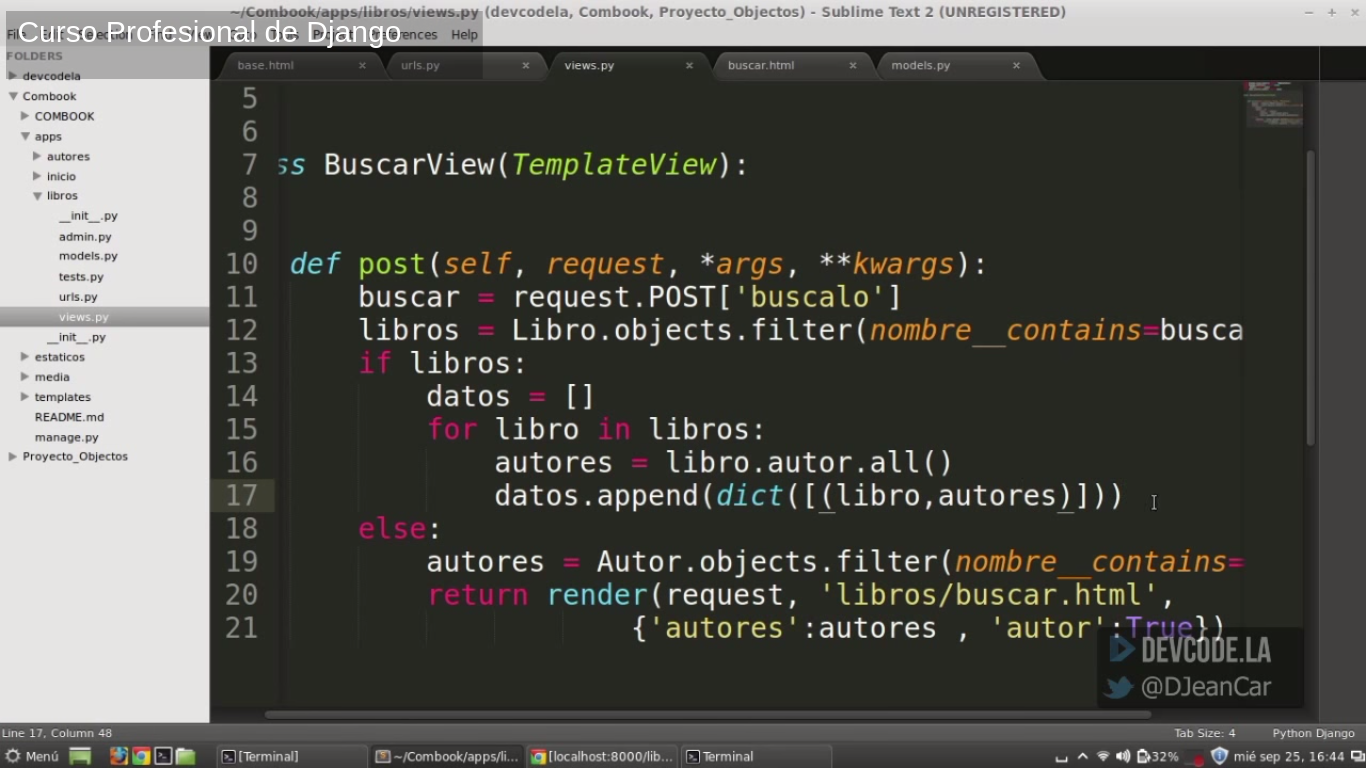 ~/Combook/apps/libros/views.py (devcodela, Combook, Proyecto_Objectos) - Sublime Text 2 (UNREGISTERED)
Curso Profesional de Django
Help
FOLDERS
base.html
urls.py
views.py
buscar.html
models.py
devcodela
Combook
COMBOOK
apps
autores
inicio
libros
__init__.py
admin.py
models.py
tests.py
urls.py
views.py
__init__.py
estaticos
media
templates
README.md
manage.py
Proyecto_Objectos
5
6
7 ss BuscarView(TemplateView):
8
9
10 def post(self, request, *args, **kwargs):
11 buscar = request.POST['buscalo']
12 libros = Libro.objects.filter(nombre__contains=busca
13 if libros:
14 datos = []
15 for libro in libros:
16 autores = libro.autor.all()
17 datos.append(dict([(libro,autores)]))
18 else:
19 autores = Autor.objects.filter(nombre__contains=
20 return render(request, 'libros/buscar.html',
21 {'autores':autores , 'autor':True})
DEVCODE.LA
@DJeanCar
Line 17, Column 48
Tab Size: 4
Python Django
Menú
[Terminal]
~/Combook/apps/li...
[localhost:8000/lib...
Terminal
32%
mié sep 25, 16:44